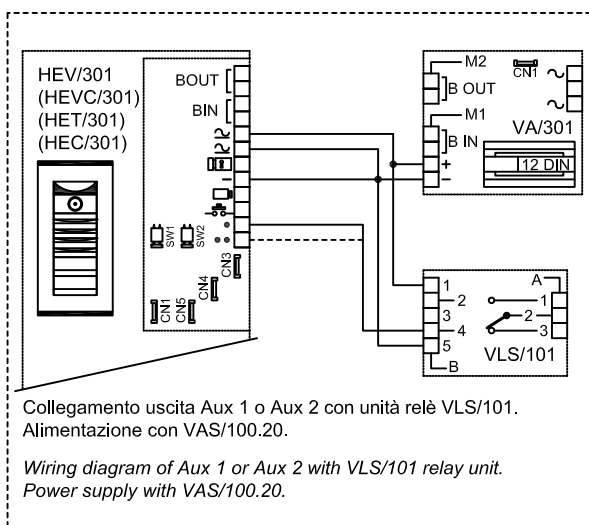 HEV/301
(HEVC/301)
(HET/301)
(HEC/301)
BOUT
BIN
SW1
SW2
CN3
CN4
CN5
CN1
M2
CN1
B OUT
M1
B IN
VA/301
+
12 DIN
–
–
1
2
3
4
5
B
A
1
2
3
VLS/101
Collegamento uscita Aux 1 o Aux 2 con unità relè VLS/101.
Alimentazione con VAS/100.20.
Wiring diagram of Aux 1 or Aux 2 with VLS/101 relay unit.
Power supply with VAS/100.20.